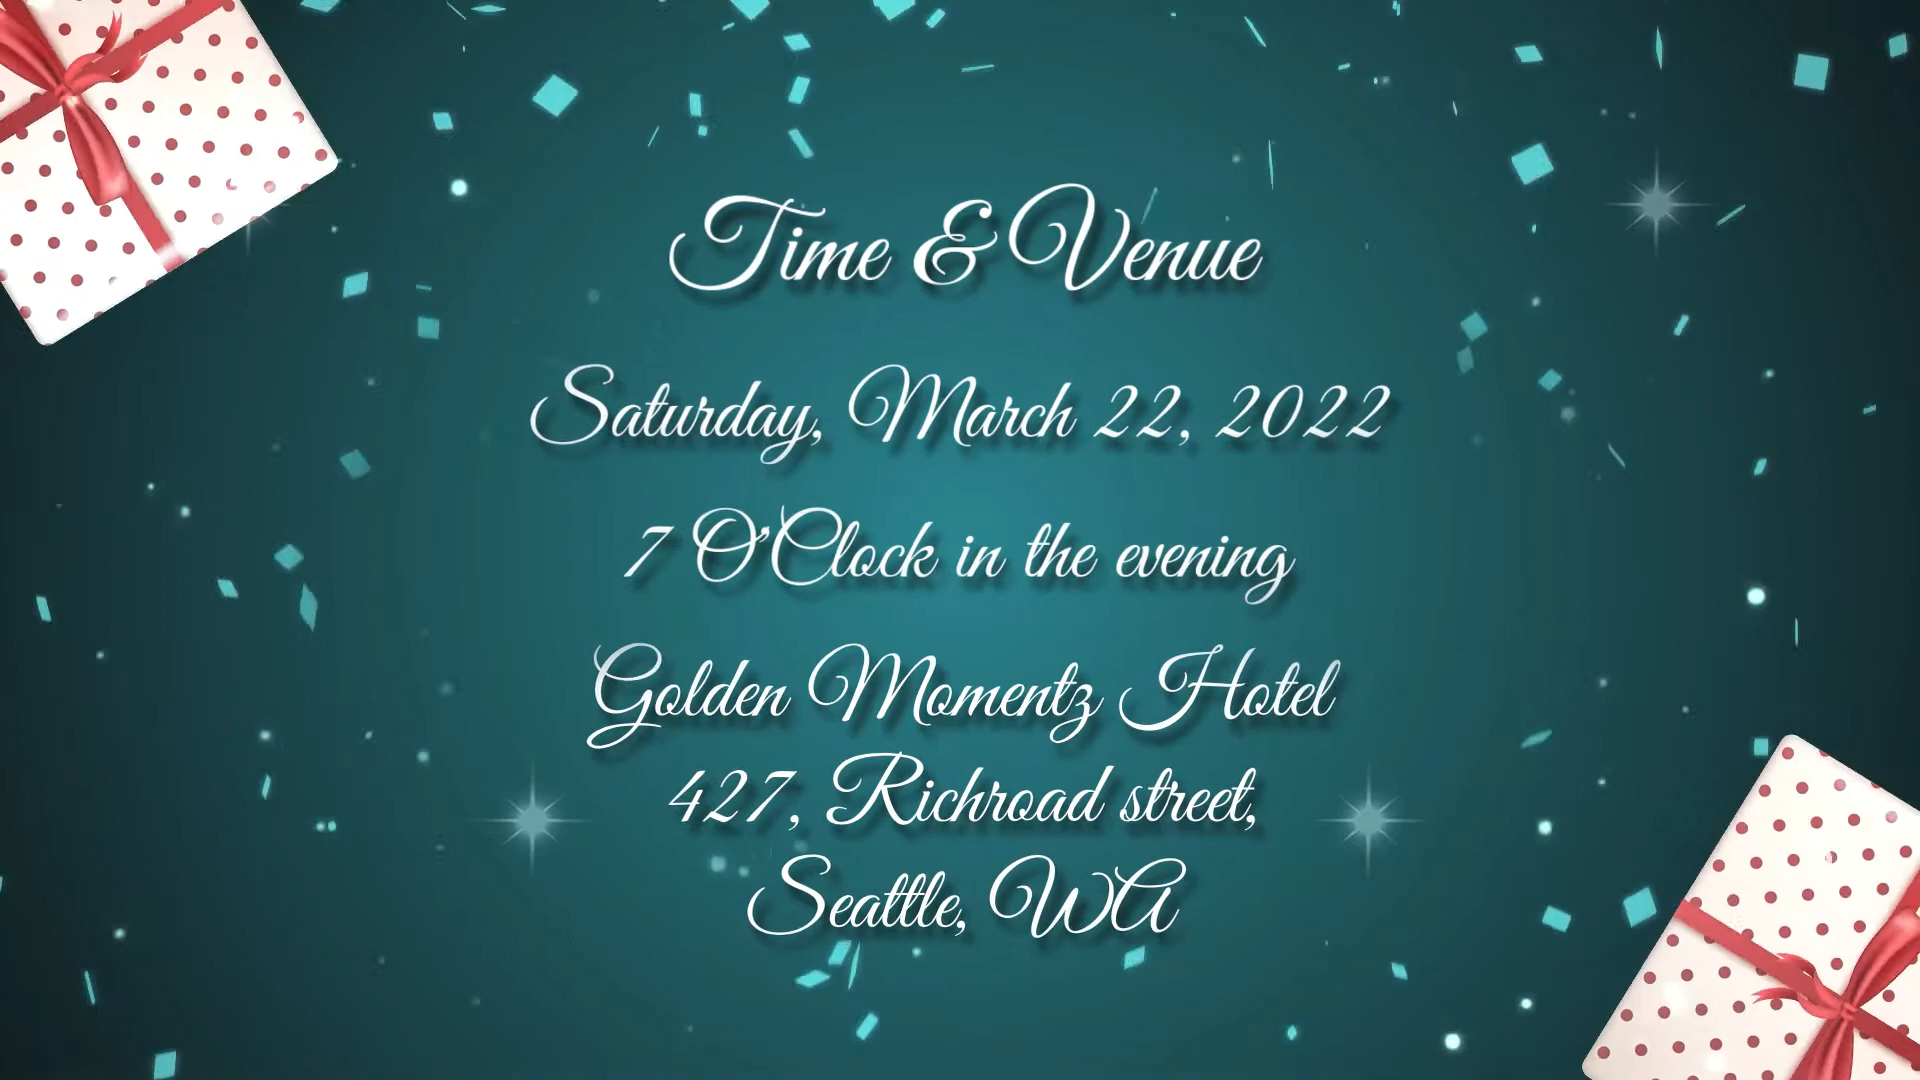 Time & Venue
Saturday, March 22, 2022
7 O'Clock in the evening
Golden Momentz Hotel
427, Richroad street,
Seattle, WA